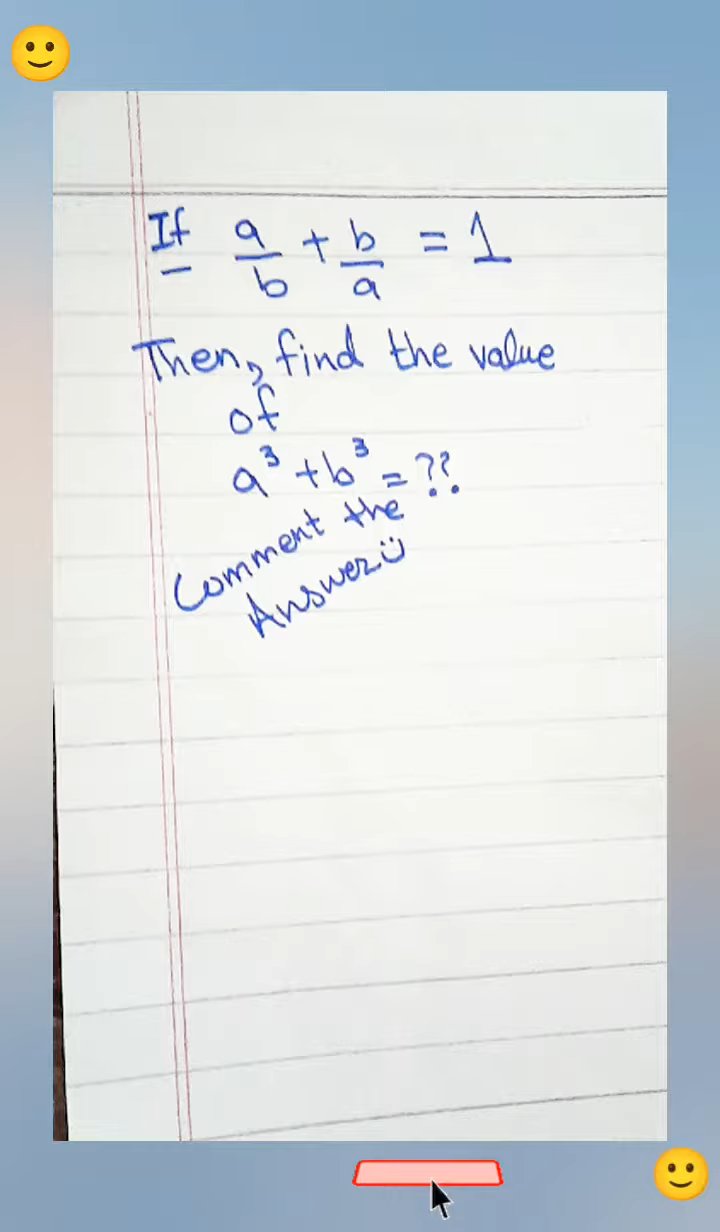 If a/b + b/a = 1
Then, find the value
of
a³ + b³ = ??
Comment the
Answer ☺